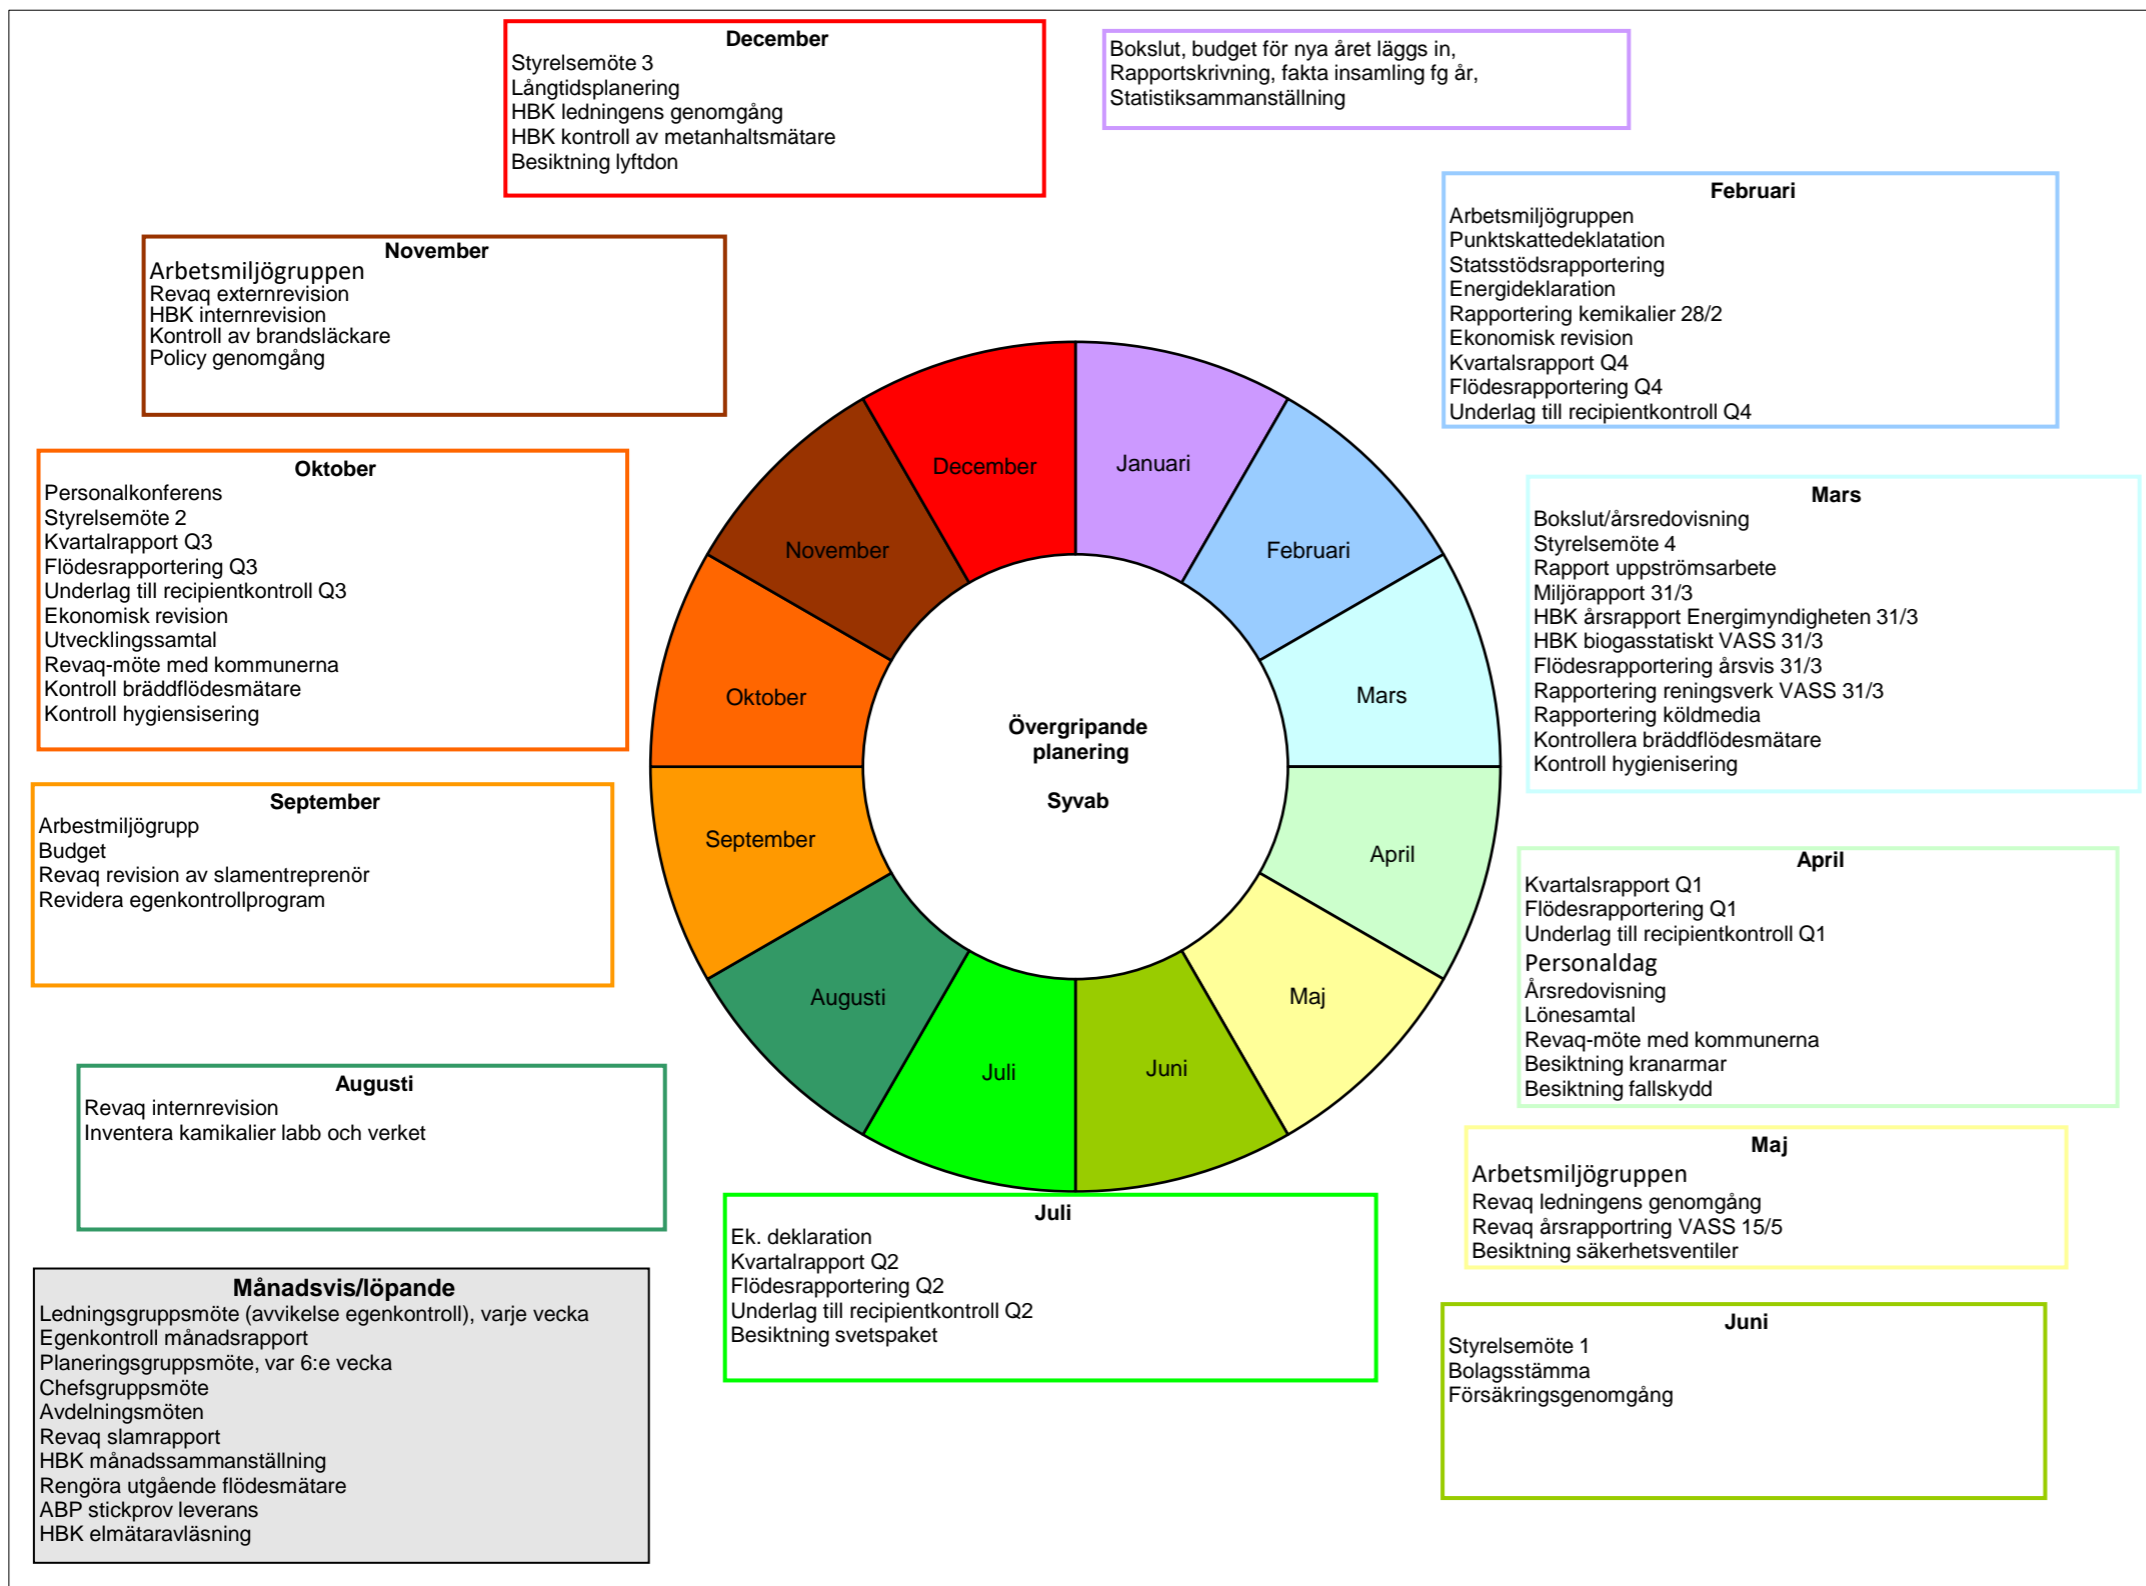 December
Styrelsemöte 3
Långtidsplanering
HBK ledningens genomgång
HBK kontroll av metanhaltsmätare
Besiktning lyftdon
Bokslut, budget för nya året läggs in,
Rapportskrivning, fakta insamling fg år,
Statistiksammanställning
Februari
Arbetsmiljögruppen
Punktskattedeklatation
Statsstödsrapportering
Energideklaration
Rapportering kemikalier 28/2
Ekonomisk revision
Kvartalsrapport Q4
Flödesrapportering Q4
Underlag till recipientkontroll Q4
November
Arbetsmiljögruppen
Revaq externrevision
HBK internrevision
Kontroll av brandsläckare
Policy genomgång
Oktober
Personalkonferens
Styrelsemöte 2
Kvartalrapport Q3
Flödesrapportering Q3
Underlag till recipientkontroll Q3
Ekonomisk revision
Utvecklingssamtal
Revaq-möte med kommunerna
Kontroll bräddflödesmätare
Kontroll hygiensisering
Mars
Bokslut/årsredovisning
Styrelsemöte 4
Rapport uppströmsarbete
Miljörapport 31/3
HBK årsrapport Energimyndigheten 31/3
HBK biogasstatiskt VASS 31/3
Flödesrapportering årsvis 31/3
Rapportering reningsverk VASS 31/3
Rapportering köldmedia
Kontrollera bräddflödesmätare
Kontroll hygienisering
December
Januari
November
Februari
Oktober
Mars
Övergripande
planering
Syvab
September
April
Augusti
Maj
Juli
Juni
September
Arbestmiljögrupp
Budget
Revaq revision av slamentreprenör
Revidera egenkontrollprogram
April
Kvartalsrapport Q1
Flödesrapportering Q1
Underlag till recipientkontroll Q1
Personaldag
Årsredovisning
Lönesamtal
Revaq-möte med kommunerna
Besiktning kranarmar
Besiktning fallskydd
Augusti
Revaq internrevision
Inventera kamikalier labb och verket
Maj
Arbetsmiljögruppen
Revaq ledningens genomgång
Revaq årsrapportring VASS 15/5
Besiktning säkerhetsventiler
Juli
Ek. deklaration
Kvartalrapport Q2
Flödesrapportering Q2
Underlag till recipientkontroll Q2
Besiktning svetspaket
Juni
Styrelsemöte 1
Bolagsstämma
Försäkringsgenomgång
Månadsvis/löpande
Ledningsgruppsmöte (avvikelse egenkontroll), varje vecka
Egenkontroll månadsrapport
Planeringsgruppsmöte, var 6:e vecka
Chefsgruppsmöte
Avdelningsmöten
Revaq slamrapport
HBK månadssammanställning
Rengöra utgående flödesmätare
ABP stickprov leverans
HBK elmätaravläsning